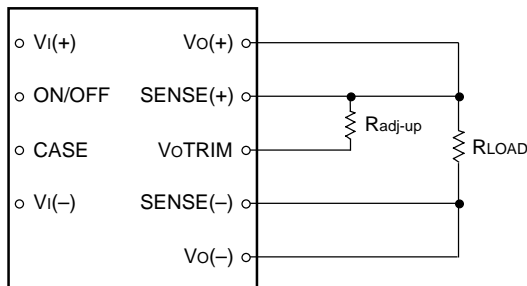 VI(+) VO(+)
ON/OFF SENSE(+)
Radj-up
RLOAD
CASE VOTRIM
VI(–) SENSE(–)
VO(–)